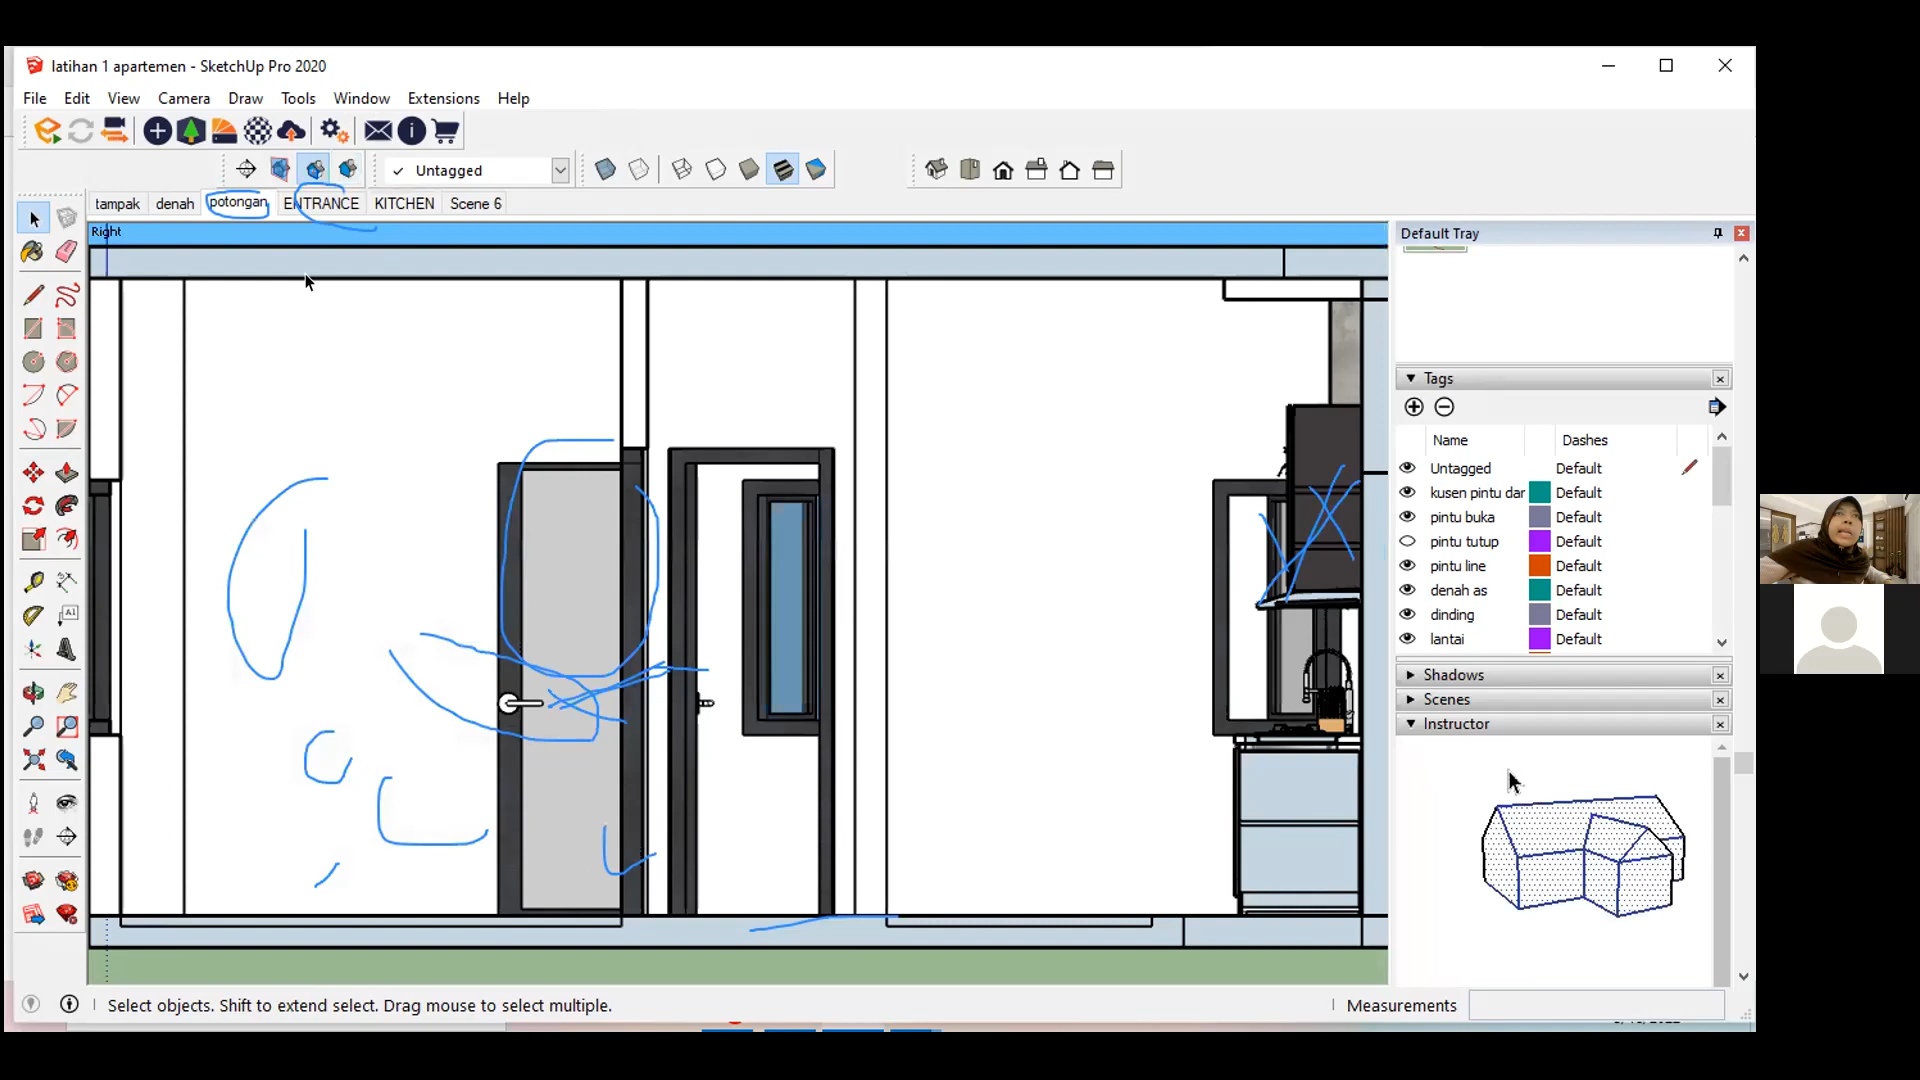 latihan 1 apartemen - SketchUp Pro 2020
File Edit View Camera Draw Tools Window Extensions Help
Untagged
tampak denah potongan ENTRANCE KITCHEN Scene 6
Right
Default Tray
Tags
Name Dashes
Untagged Default
kusen pintu dar Default
pintu buka Default
pintu tutup Default
pintu line Default
denah as Default
dinding Default
lantai Default
Shadows
Scenes
Instructor
Select objects. Shift to extend select. Drag mouse to select multiple.
Measurements